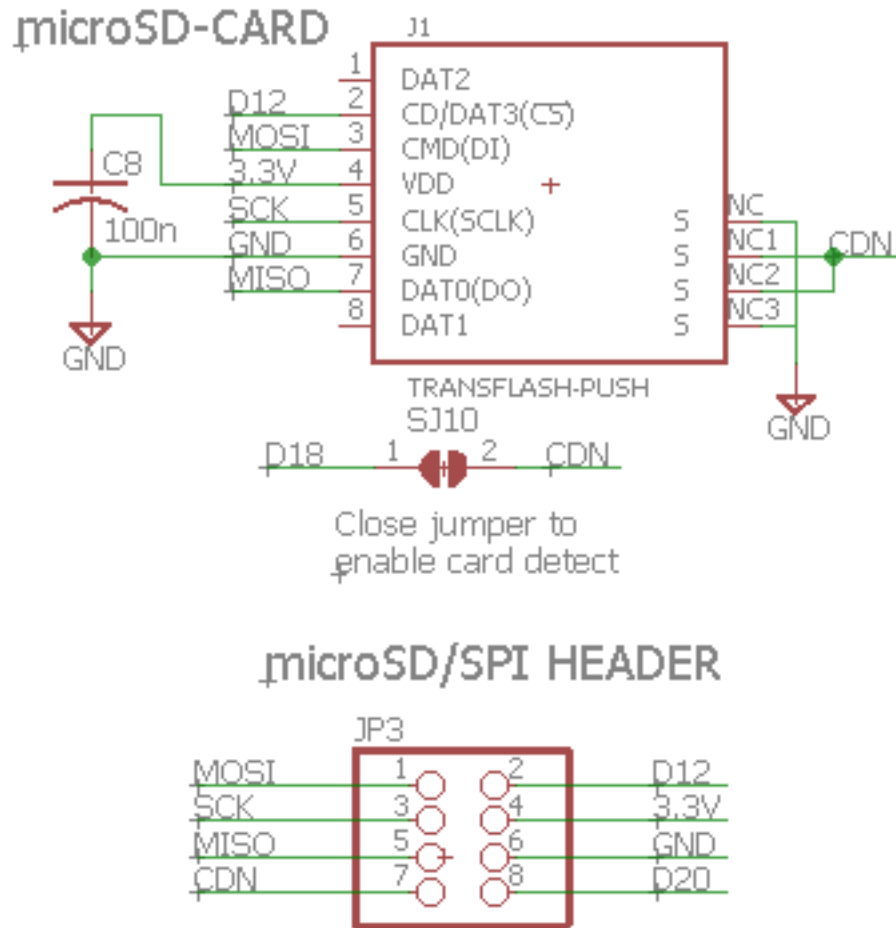 microSD-CARD
J1
1 DAT2
D12 2 CD/DAT3(CS)
MOSI 3 CMD(DI)
C8 3.3V 4 VDD
100n SCK 5 CLK(SCLK) S NC
GND 6 GND S NC1 CDN
MISO 7 DAT0(DO) S NC2
8 DAT1 S NC3
GND
GND
TRANSFLASH-PUSH
SJ10
D18 1 2 CDN
Close jumper to
enable card detect
microSD/SPI HEADER
JP3
MOSI 1 2 D12
SCK 3 4 3.3V
MISO 5 6 GND
CDN 7 8 D20